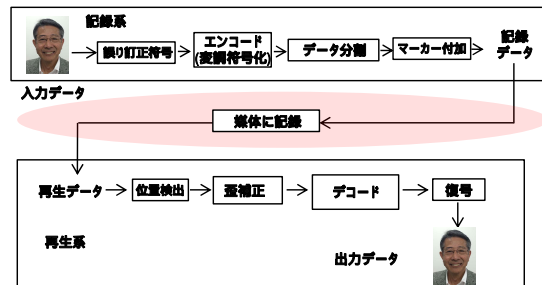 記録系
誤り訂正符号
エンコード
(変調符号化)
データ分割
マーカー付加
記録
データ
入力データ
媒体に記録
再生データ
位置検出
歪補正
デコード
復号
再生系
出力データ